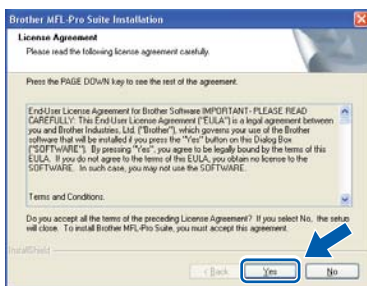 Brother MFL-Pro Suite Installation
License Agreement
Please read the following license agreement carefully.
Press the PAGE DOWN key to see the rest of the agreement.
End-User License Agreement for Brother Software IMPORTANT- PLEASE READ
CAREFULLY: This End-User License Agreement ("EULA") is a legal agreement between
you and Brother Industries, Ltd. ("Brother"), which governs your use of the Brother
software that will be installed if you press the "Yes" button on this Dialog Box
("SOFTWARE"). By pressing "Yes", you agree to be legally bound by the terms of this
EULA. If you do not agree to the terms of this EULA, you obtain no license to the
SOFTWARE. In such case, you may not use the SOFTWARE.
Terms and Conditions.
Do you accept all the terms of the preceding License Agreement? If you select No, the setup
will close. To install Brother MFL-Pro Suite, you must accept this agreement.
InstallShield
< Back
Yes
No